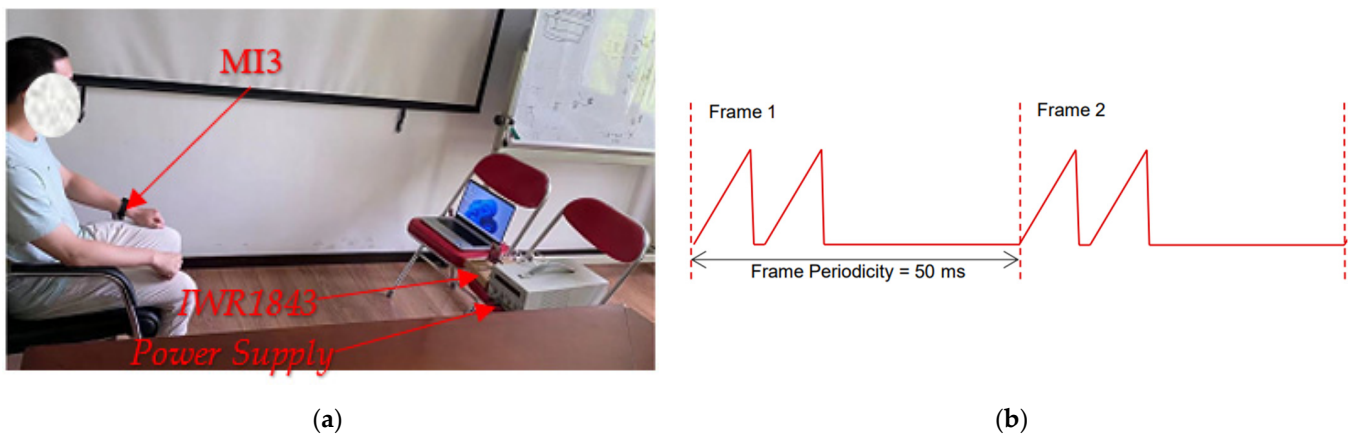 MI3
IWR1843
Power Supply
(a)
Frame 1
Frame 2
Frame Periodicity = 50 ms
(b)